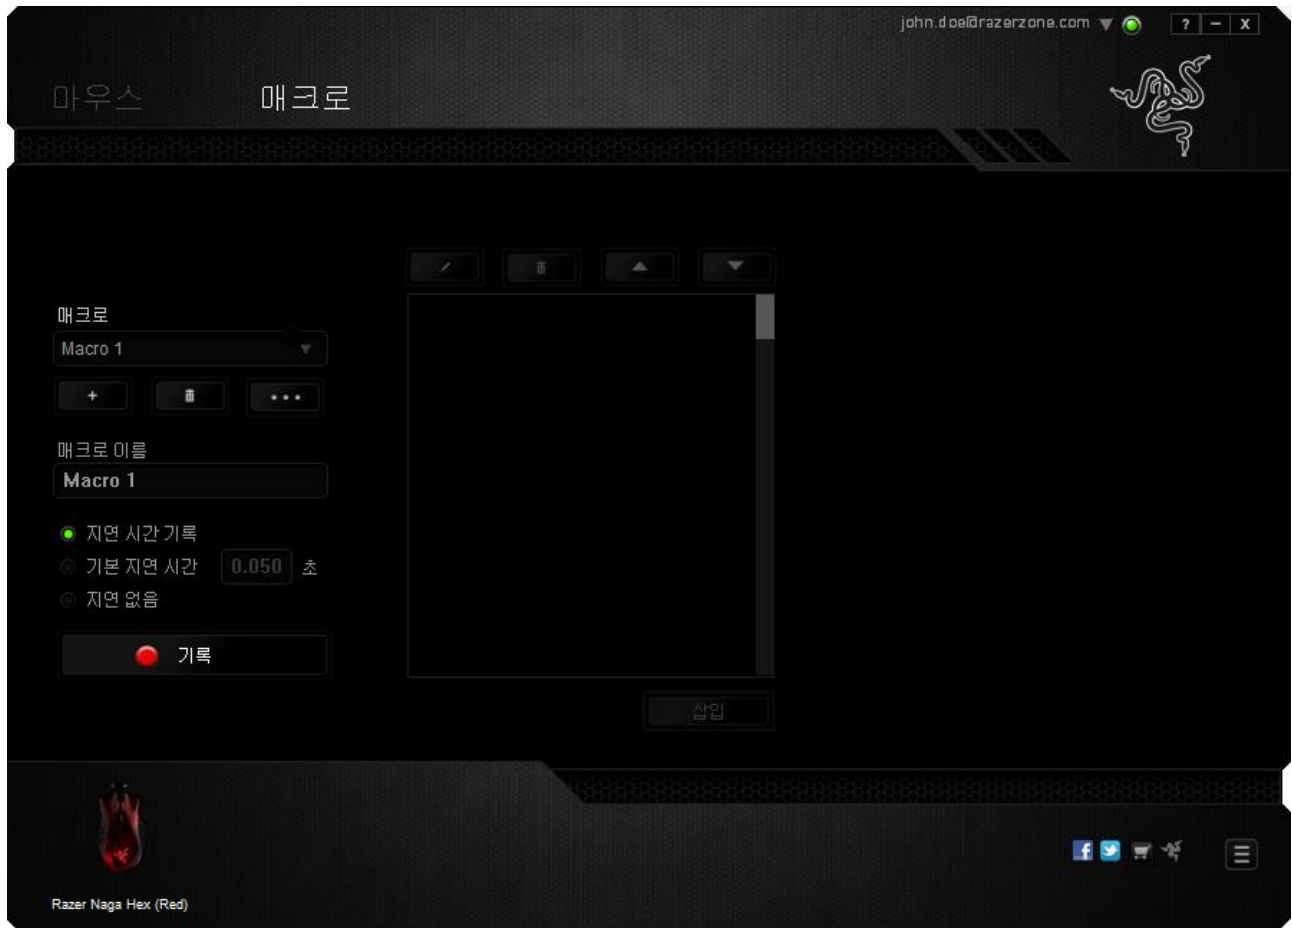 john.doe@razerzone.com
? – X
마우스 매크로
매크로
Macro 1
+
매크로 이름
Macro 1
지연 시간 기록
기본 지연 시간 0.050 초
지연 없음
기록
삽입
Razer Naga Hex (Red)